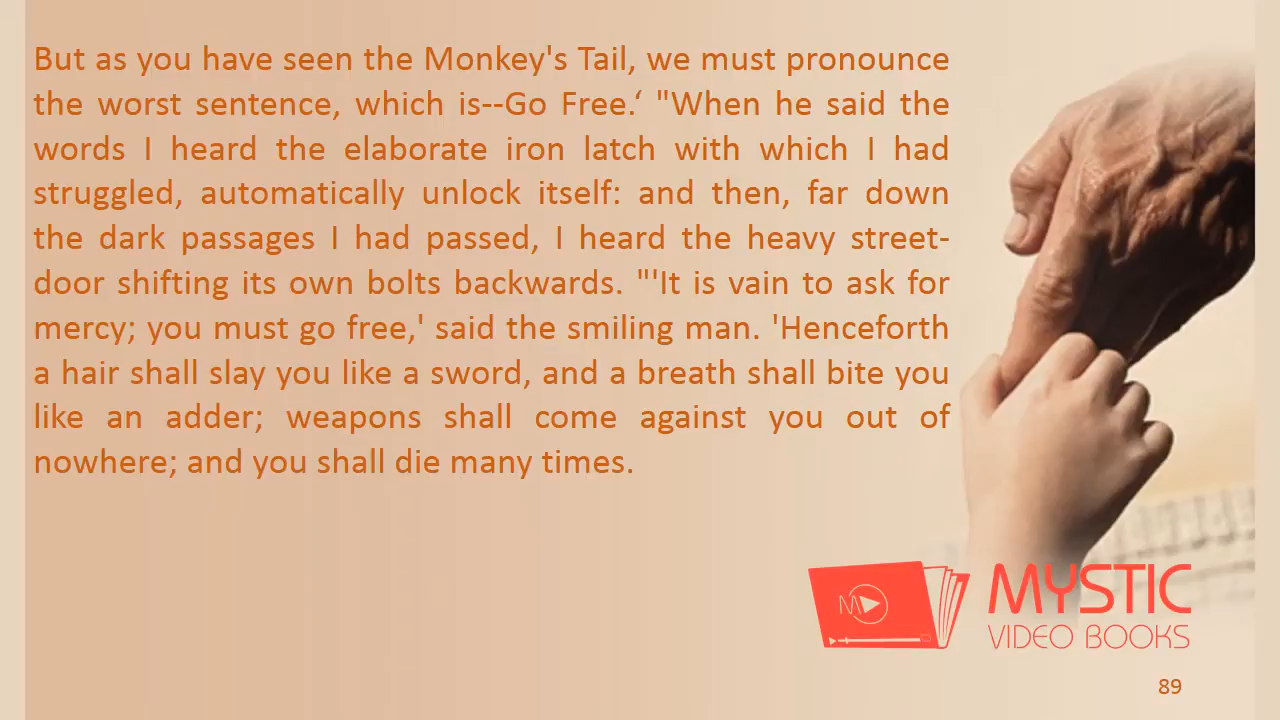 But as you have seen the Monkey's Tail, we must pronounce
the worst sentence, which is--Go Free.‘ "When he said the
words I heard the elaborate iron latch with which I had
struggled, automatically unlock itself: and then, far down
the dark passages I had passed, I heard the heavy street-
door shifting its own bolts backwards. "'It is vain to ask for
mercy; you must go free,' said the smiling man. 'Henceforth
a hair shall slay you like a sword, and a breath shall bite you
like an adder; weapons shall come against you out of
nowhere; and you shall die many times.
M
MYSTIC
VIDEO BOOKS
89